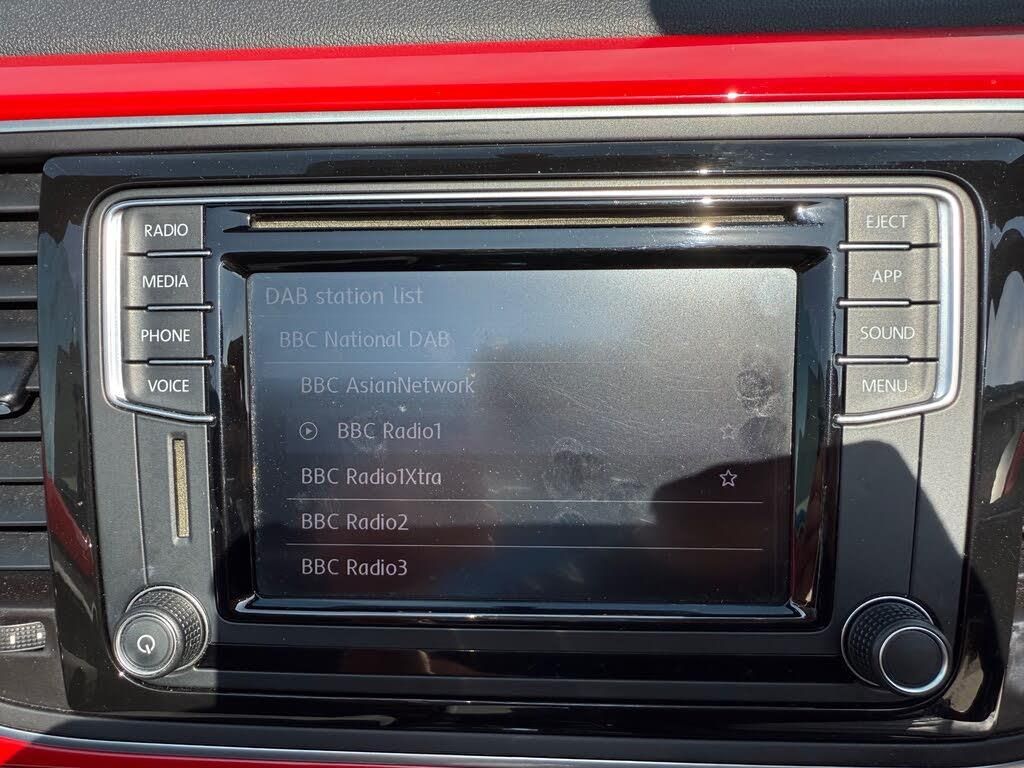 RADIO
MEDIA
PHONE
VOICE
DAB station list
BBC National DAB
BBC AsianNetwork
BBC Radio1
BBC Radio1Xtra
BBC Radio2
BBC Radio3
EJECT
APP
SOUND
MENU